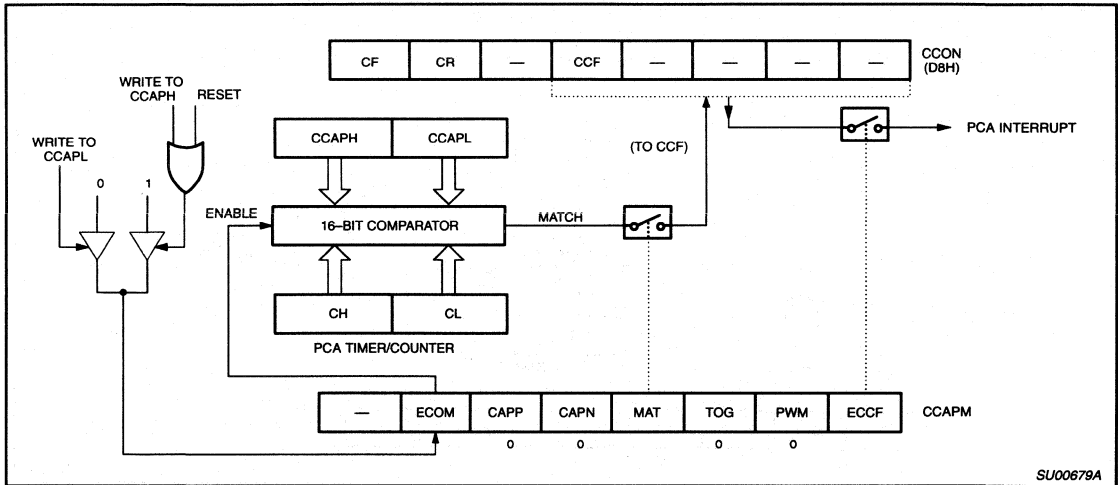 CF CR — CCF — — — —
CCON
(D8H)
WRITE TO
CCAPH
RESET
WRITE TO
CCAPL
0 1
CCAPH CCAPL
(TO CCF)
PCA INTERRUPT
ENABLE
16–BIT COMPARATOR
MATCH
CH CL
PCA TIMER/COUNTER
— ECOM CAPP CAPN MAT TOG PWM ECCF
CCAPM
0 0 0 0
SU00679A